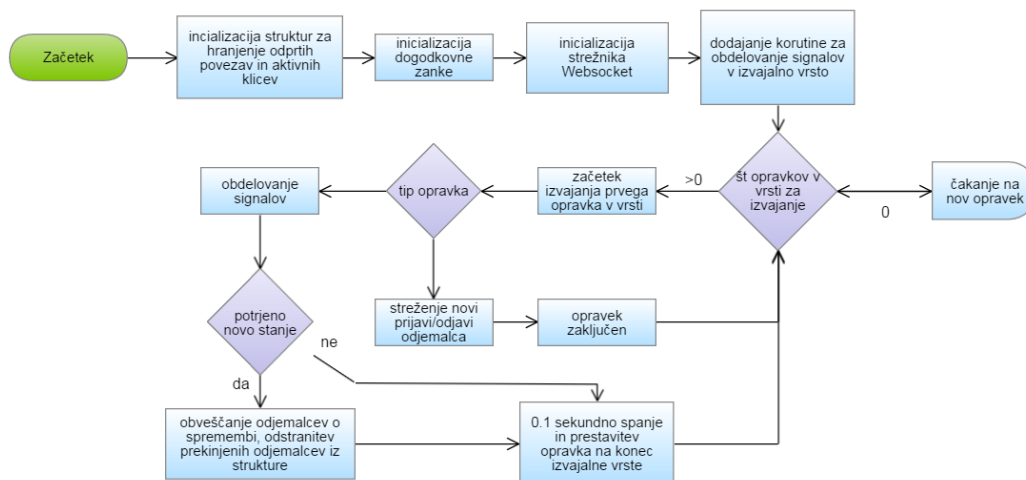 Začetek
incializacija struktur za
hranjenje odprtih
povezav in aktivnih
klicev
inicializacija
dogodkovne
zanke
inicializacija
strežnika
Websocket
dodajanje korutine za
obdelovanje signalov
v izvajalno vrsto
obdelovanje
signalov
tip opravka
začetek
izvajanja prvega
opravka v vrsti
>0
št opravkov v
vrsti za
izvajanje
0
čakanje na
nov opravek
potrjeno
novo stanje
ne
da
streženje novi
prijavi/odjavi
odjemalca
opravek
zaključen
obveščanje odjemalcev o
spremembi, odstranitev
prekinjenih odjemalcev iz
strukture
0.1 sekundno spanje
in prestavitev
opravka na konec
izvajalne vrste